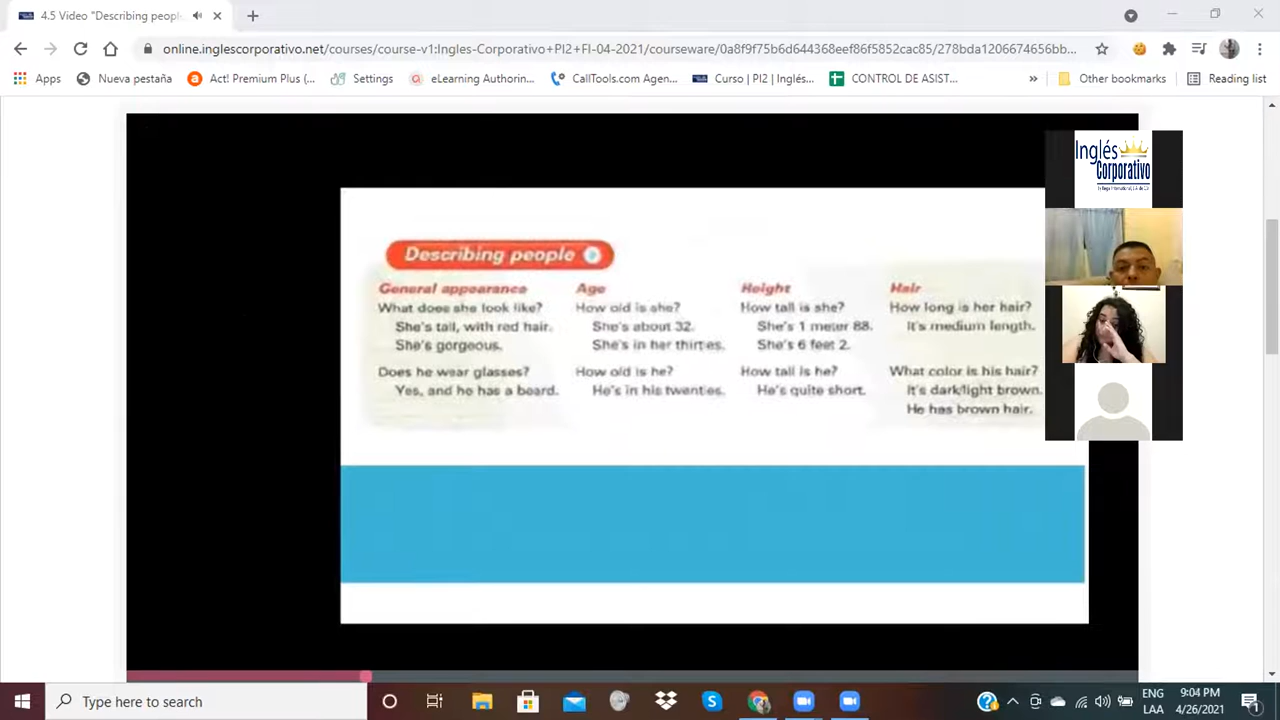 4.5 Video "Describing peopl
online.inglescorporativo.net/courses/course-v1:Ingles-Corporativo+PI2+FI-04-2021/courseware/0a8f9f75b6d644368eef86f5852cac85/278bda1206674656bb...
Apps Nueva pestaña Act! Premium Plus (... Settings eLearning Authorin... CallTools.com Agen... Curso | PI2 | Inglés... CONTROL DE ASIST... » Other bookmarks Reading list
Inglés
Corporativo
Describing people
General appearance
What does she look like?
She's tall, with red hair.
She's gorgeous.
Does he wear glasses?
Yes, and he has a beard.
Age
How old is she?
She's about 32.
She's in her thirties.
How old is he?
He's in his twenties.
Height
How tall is she?
She's 1 meter 88.
She's 6 feet 2.
How tall is he?
He's quite short.
Hair
How long is her hair?
It's medium length.
What color is his hair?
It's dark/light brown.
He has brown hair.
Type here to search
ENG
LAA
9:04 PM
4/26/2021